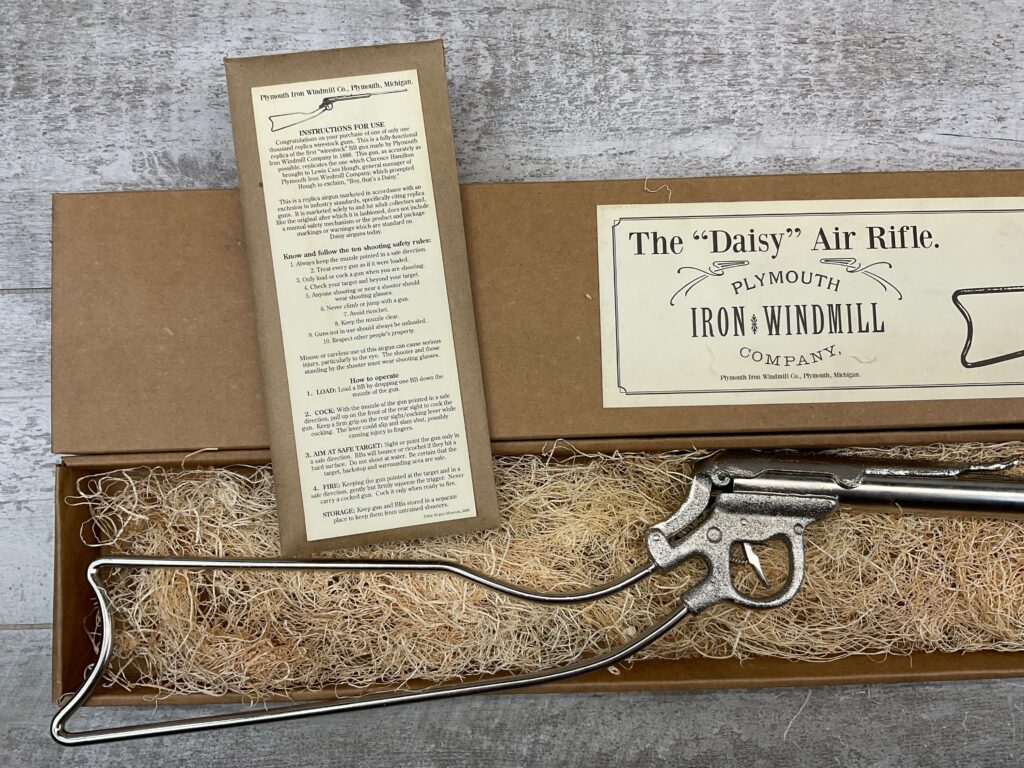 Plymouth Iron Windmill Co., Plymouth, Michigan.
INSTRUCTIONS FOR USE
Congratulations on your purchase of one of only one
thousand replica wirestock guns. This is a fully-functional
replica of the first "wirestock" BB gun made by Plymouth
Iron Windmill Company in 1888. This gun, as accurately as
possible, replicates the one which Clarence Hamilton
brought to Lewis Cass Hough, general manager of
Plymouth Iron Windmill Company, which prompted
Hough to exclaim, "Boy, that's a Daisy."
This is a replica airgun marketed in accordance with an
exclusion to industry standards, specifically citing replica
guns. It is marketed solely to and for adult collectors and,
like the original after which it is fashioned, does not include
a manual safety mechanism or the product and package
markings or warnings which are standard on
Daisy airguns today.
Know and follow the ten shooting safety rules:
1. Always keep the muzzle pointed in a safe direction.
2. Treat every gun as if it were loaded.
3. Only load or cock a gun when you are shooting.
4. Check your target and beyond your target.
5. Anyone shooting or near a shooter should
wear shooting glasses.
6. Never climb or jump with a gun.
7. Avoid ricochet.
8. Keep the muzzle clear.
9. Guns not in use should always be unloaded.
10. Respect other people's property.
Misuse or careless use of this airgun can cause serious
injury, particularly to the eye. The shooter and those
standing by the shooter must wear shooting glasses.
How to operate
1. LOAD: Load a BB by dropping one BB down the
muzzle of the gun.
2. COCK: With the muzzle of the gun pointed in a safe
direction, pull up on the front of the rear sight to cock the
gun. Keep a firm grip on the rear sight/cocking lever while
cocking. The lever could slip and slam shut, possibly
causing injury to fingers.
3. AIM AT SAFE TARGET: Sight or point the gun only in
a safe direction. BBs will bounce or ricochet if they hit a
hard surface. Do not shoot at water. Be certain that the
target, backstop and surrounding area are safe.
4. FIRE: Keeping the gun pointed at the target and in a
safe direction, gently but firmly squeeze the trigger. Never
carry a cocked gun. Cock it only when ready to fire.
STORAGE: Keep gun and BBs stored in a separate
place to keep them from untrained shooters.
Daisy Airgun Museum,
The "Daisy" Air Rifle.
PLYMOUTH
IRON WINDMILL
COMPANY,
Plymouth Iron Windmill Co., Plymouth, Michigan.